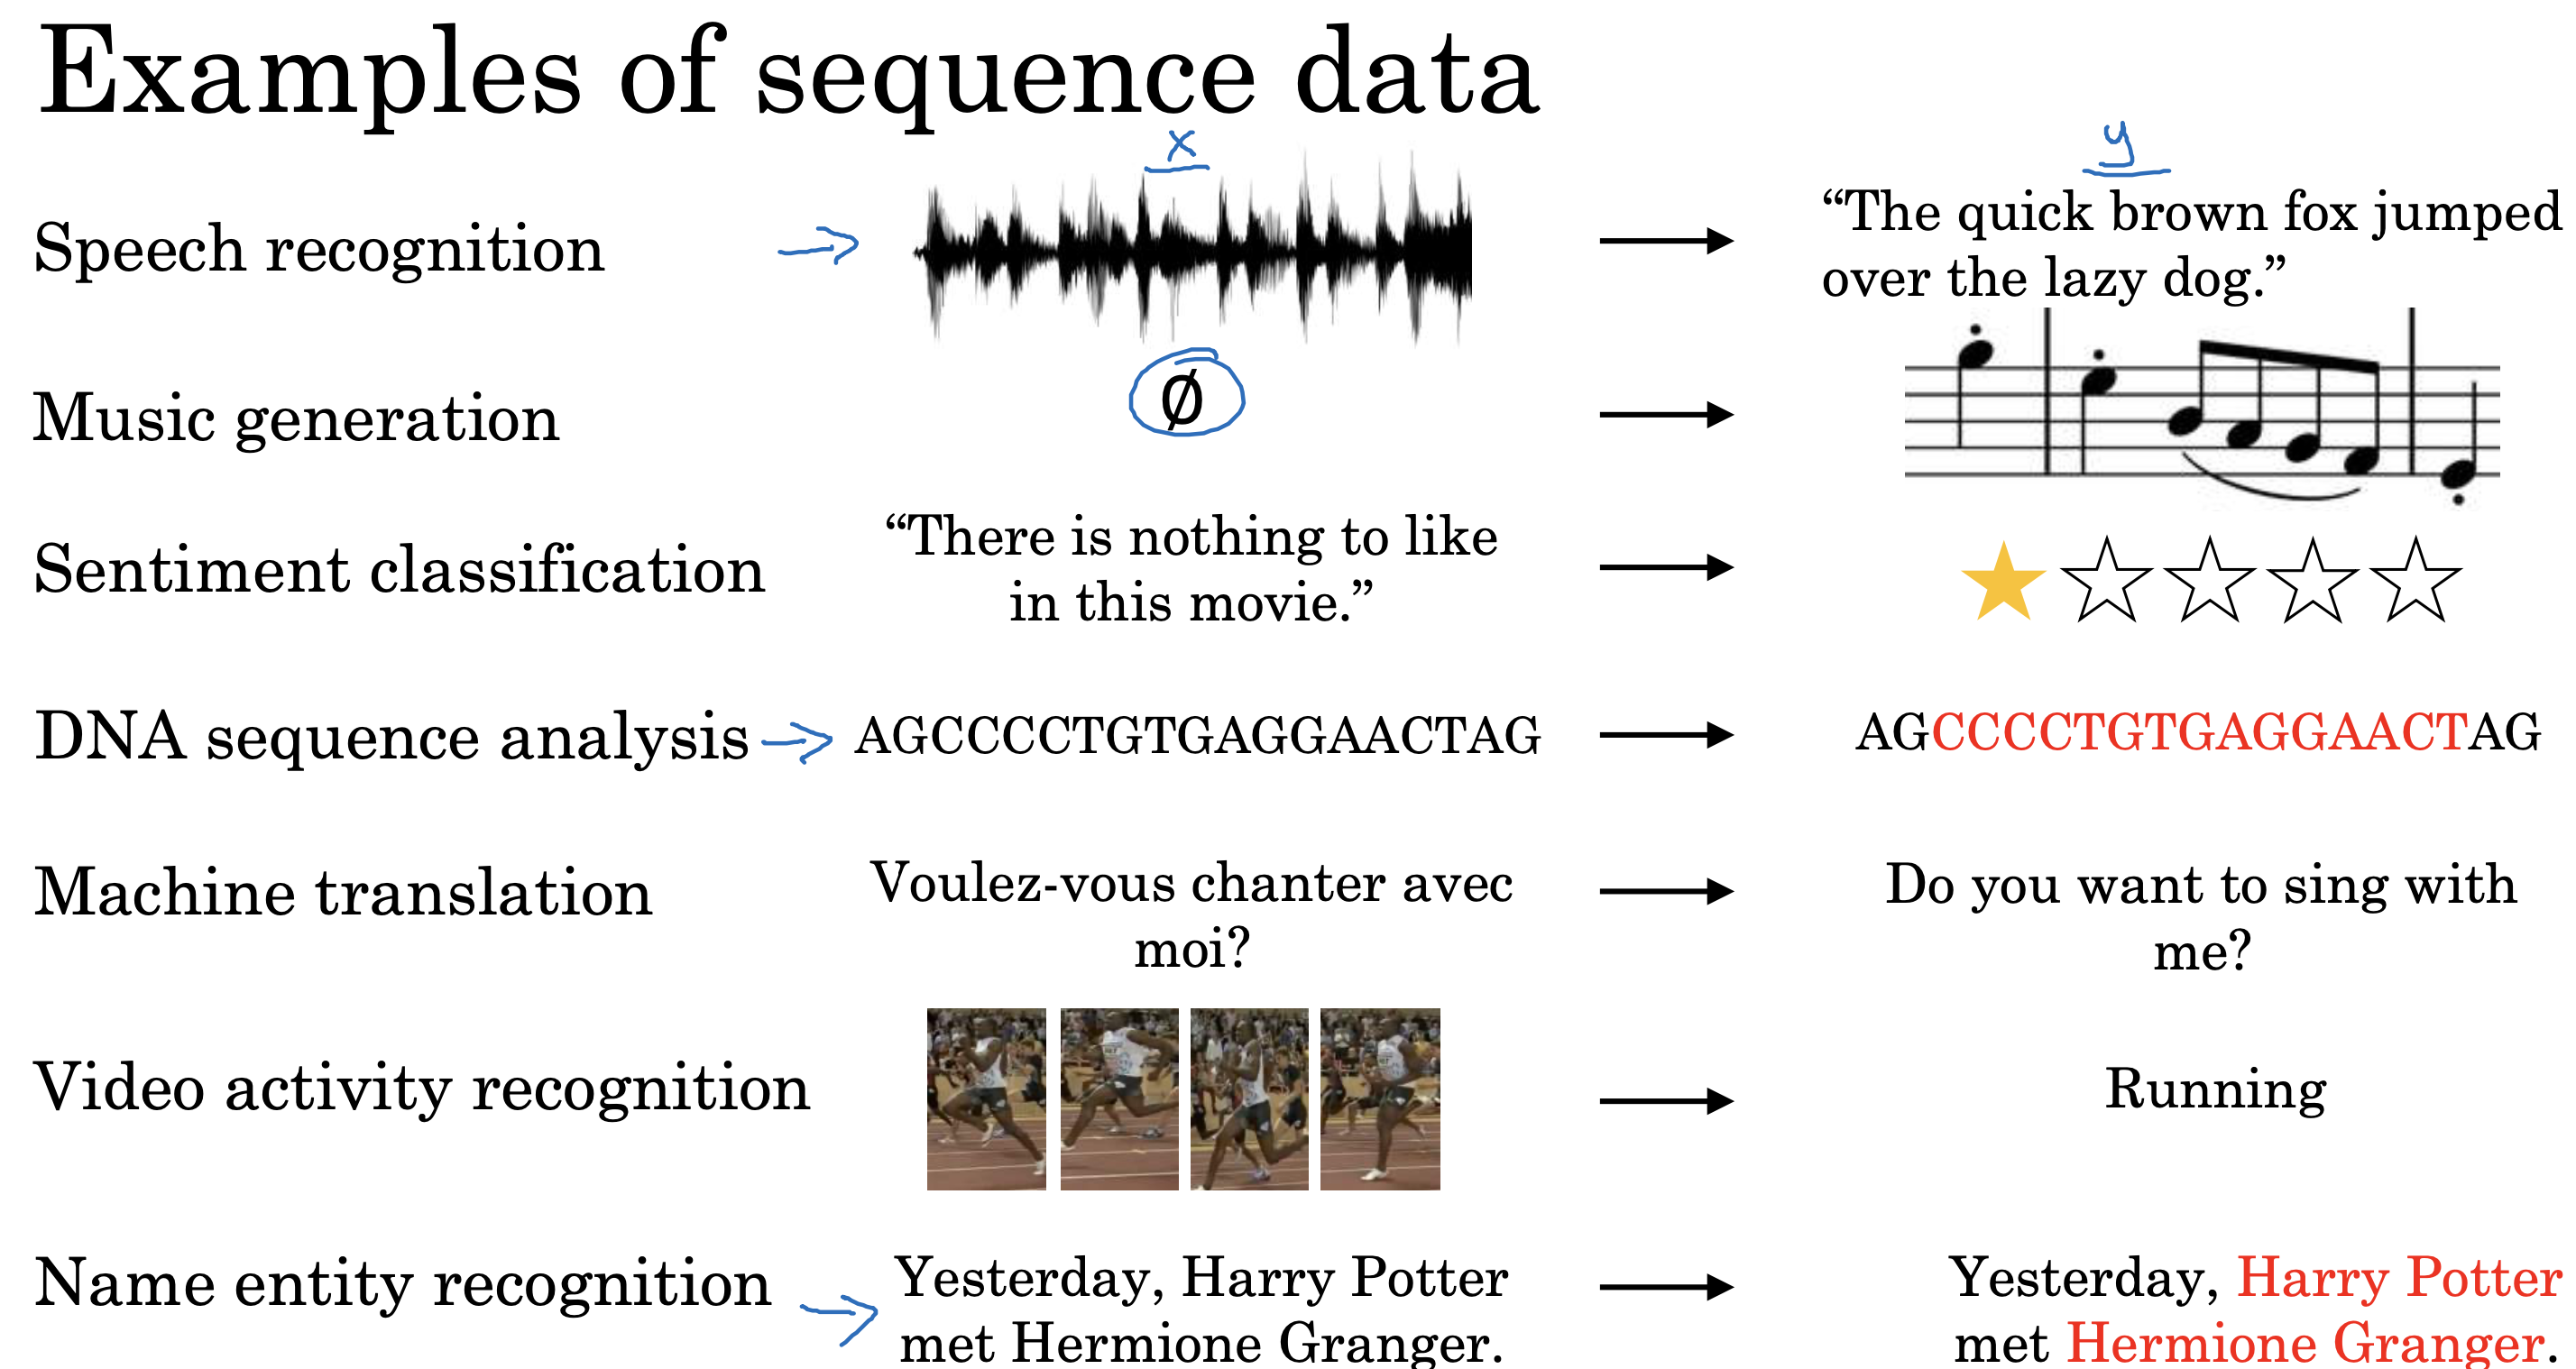 Examples of sequence data
x
y
Speech recognition
“The quick brown fox jumped
over the lazy dog.”
Music generation
Ø
Sentiment classification
“There is nothing to like
in this movie.”
DNA sequence analysis
AGCCCCTGTGAGGAACTAG
AGCCCCTGTGAGGAACTAG
Machine translation
Voulez-vous chanter avec
moi?
Do you want to sing with
me?
Video activity recognition
Running
Name entity recognition
Yesterday, Harry Potter
met Hermione Granger.
Yesterday, Harry Potter
met Hermione Granger.